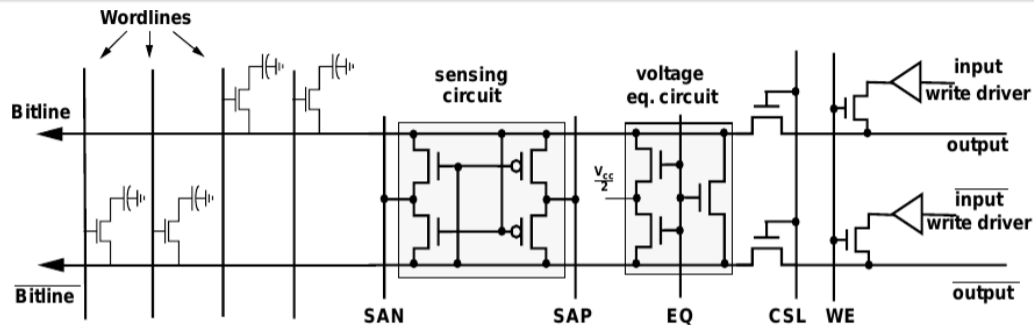 Wordlines
sensing
circuit
voltage
eq. circuit
input
write driver
Bitline
output
Vcc
2
input
write driver
Bitline
output
SAN
SAP
EQ
CSL
WE